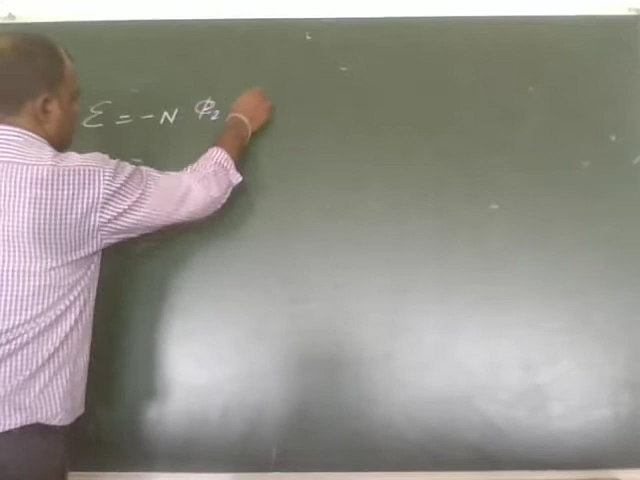 ε = - N Φ₂